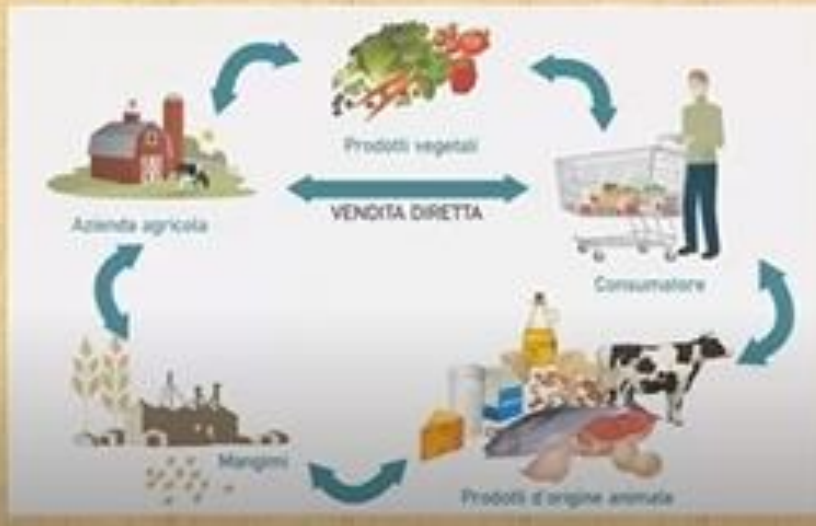 Prodotti vegetali
VENDITA DIRETTA
Azienda agricola
Consumatore
Mangimi
Prodotti d'origine animale